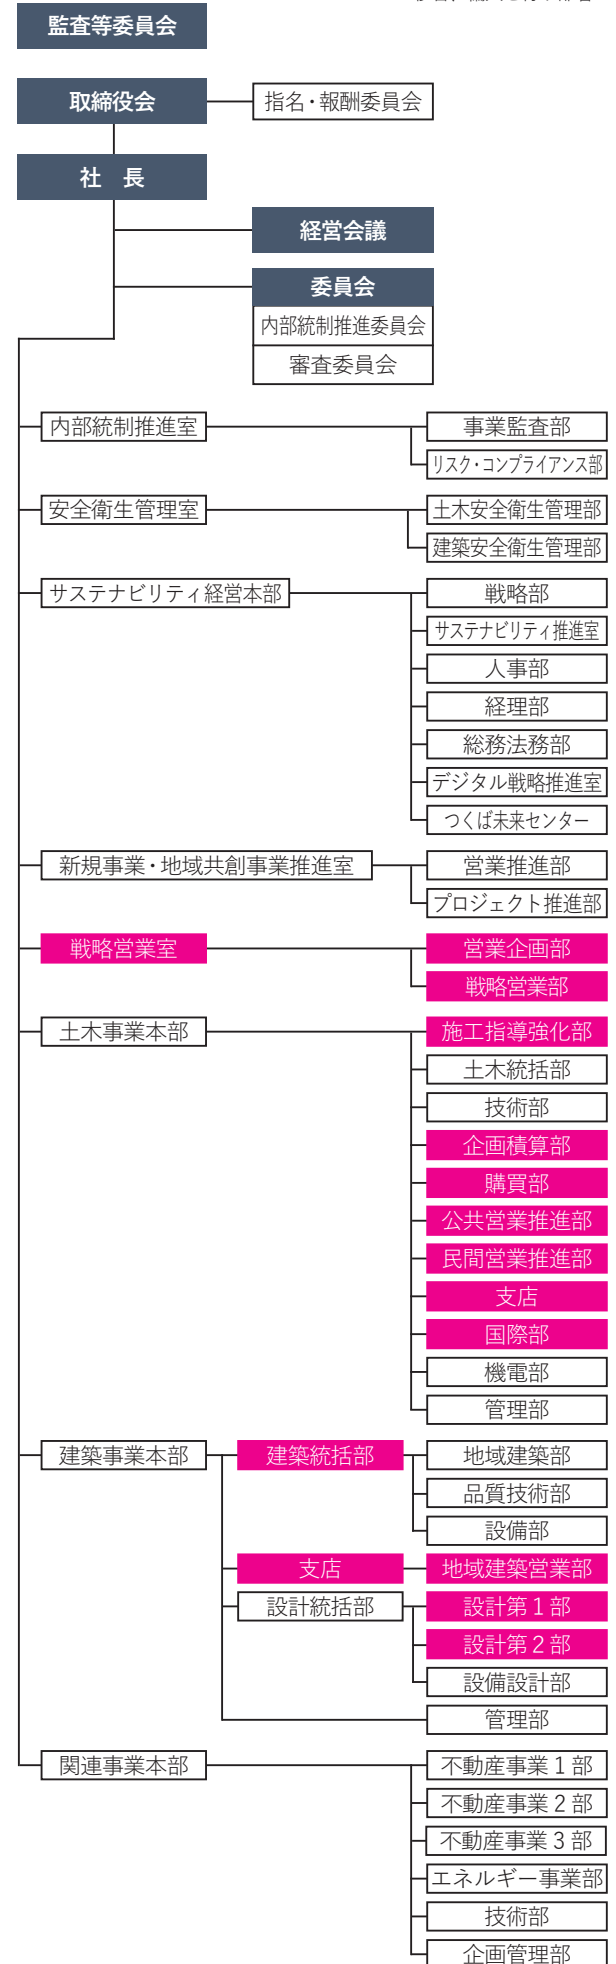 監査等委員会
取締役会
指名・報酬委員会
社　長
経営会議
委員会
内部統制推進委員会
審査委員会
内部統制推進室
事業監査部
リスク・コンプライアンス部
安全衛生管理室
土木安全衛生管理部
建築安全衛生管理部
サステナビリティ経営本部
戦略部
サステナビリティ推進室
人事部
経理部
総務法務部
デジタル戦略推進室
つくば未来センター
新規事業・地域共創事業推進室
営業推進部
プロジェクト推進部
戦略営業室
営業企画部
戦略営業部
土木事業本部
施工指導強化部
土木統括部
技術部
企画積算部
購買部
公共営業推進部
民間営業推進部
支店
国際部
機電部
管理部
建築事業本部
建築統括部
地域建築部
品質技術部
設備部
支店
地域建築営業部
設計統括部
設計第１部
設計第２部
設備設計部
管理部
関連事業本部
不動産事業１部
不動産事業２部
不動産事業３部
エネルギー事業部
技術部
企画管理部